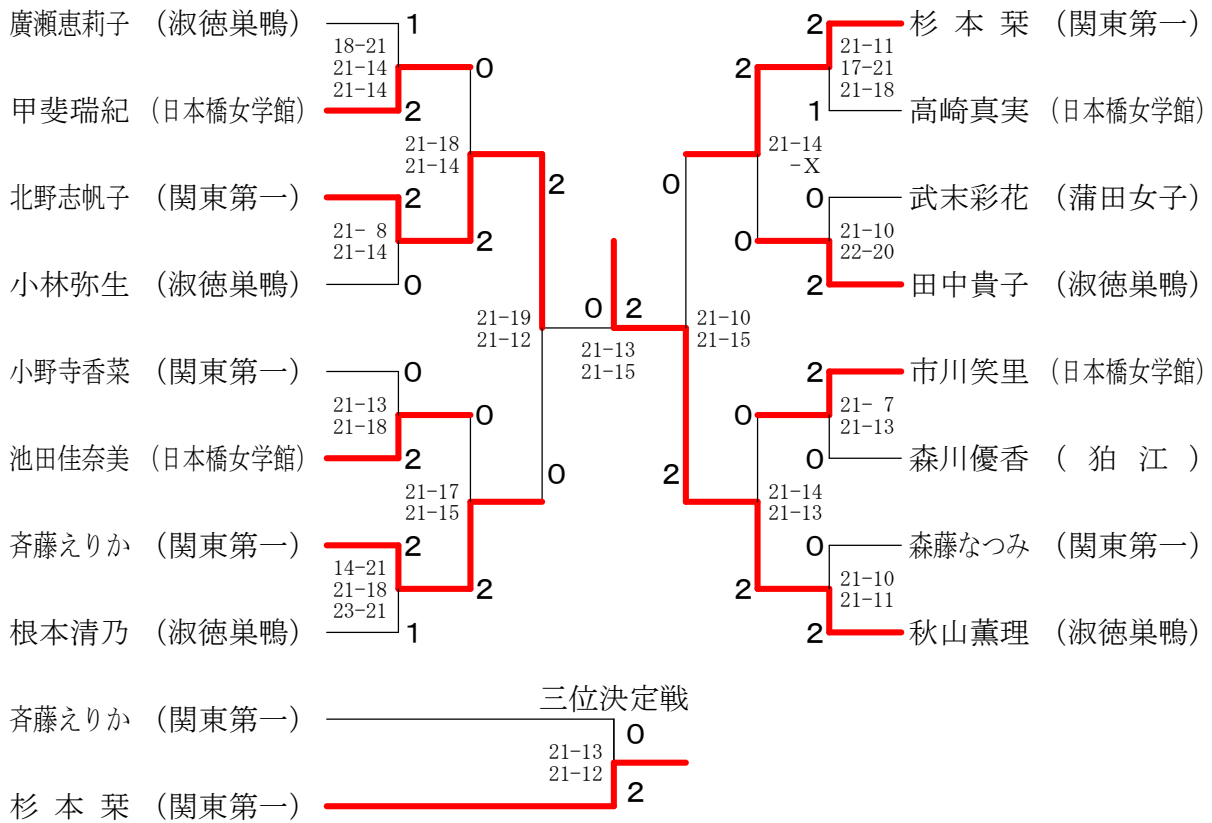 廣瀬恵莉子 (淑徳巣鴨) 1
18-21
21-14
21-14
0
甲斐瑞紀 (日本橋女学館) 2
21-18
21-14
2
北野志帆子 (関東第一) 2
21- 8
21-14
2
小林弥生 (淑徳巣鴨) 0
21-19
21-12
小野寺香菜 (関東第一) 0
21-13
21-18
0
池田佳奈美 (日本橋女学館) 2
21-17
21-15
0
斉藤えりか (関東第一) 2
14-21
21-18
23-21
2
根本清乃 (淑徳巣鴨) 1
0 2
21-13
21-15
2 杉本栞 (関東第一)
21-11
17-21
21-18
2
1 高崎真実 (日本橋女学館)
21-14
-X
0
0 武末彩花 (蒲田女子)
21-10
22-20
0
2 田中貴子 (淑徳巣鴨)
21-10
21-15
2 市川笑里 (日本橋女学館)
21- 7
21-13
0
0 森川優香 (狛江)
21-14
21-13
2
0 森藤なつみ (関東第一)
21-10
21-11
2
2 秋山薫理 (淑徳巣鴨)
三位決定戦
斉藤えりか (関東第一)
0
21-13
21-12
2
杉本栞 (関東第一)